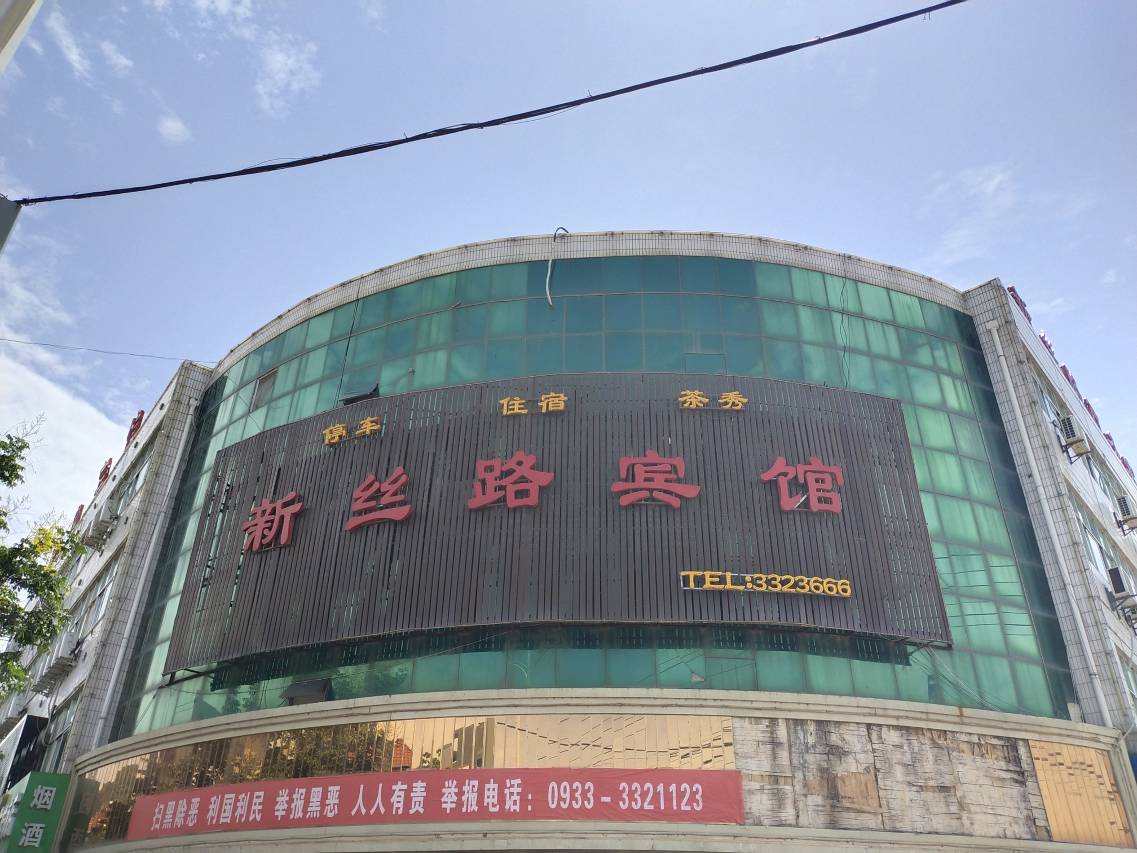 停车 住宿 茶秀
新丝路宾馆
TEL:3323666
扫黑除恶 利国利民 举报黑恶 人人有责 举报电话：0933-3321123
烟
酒